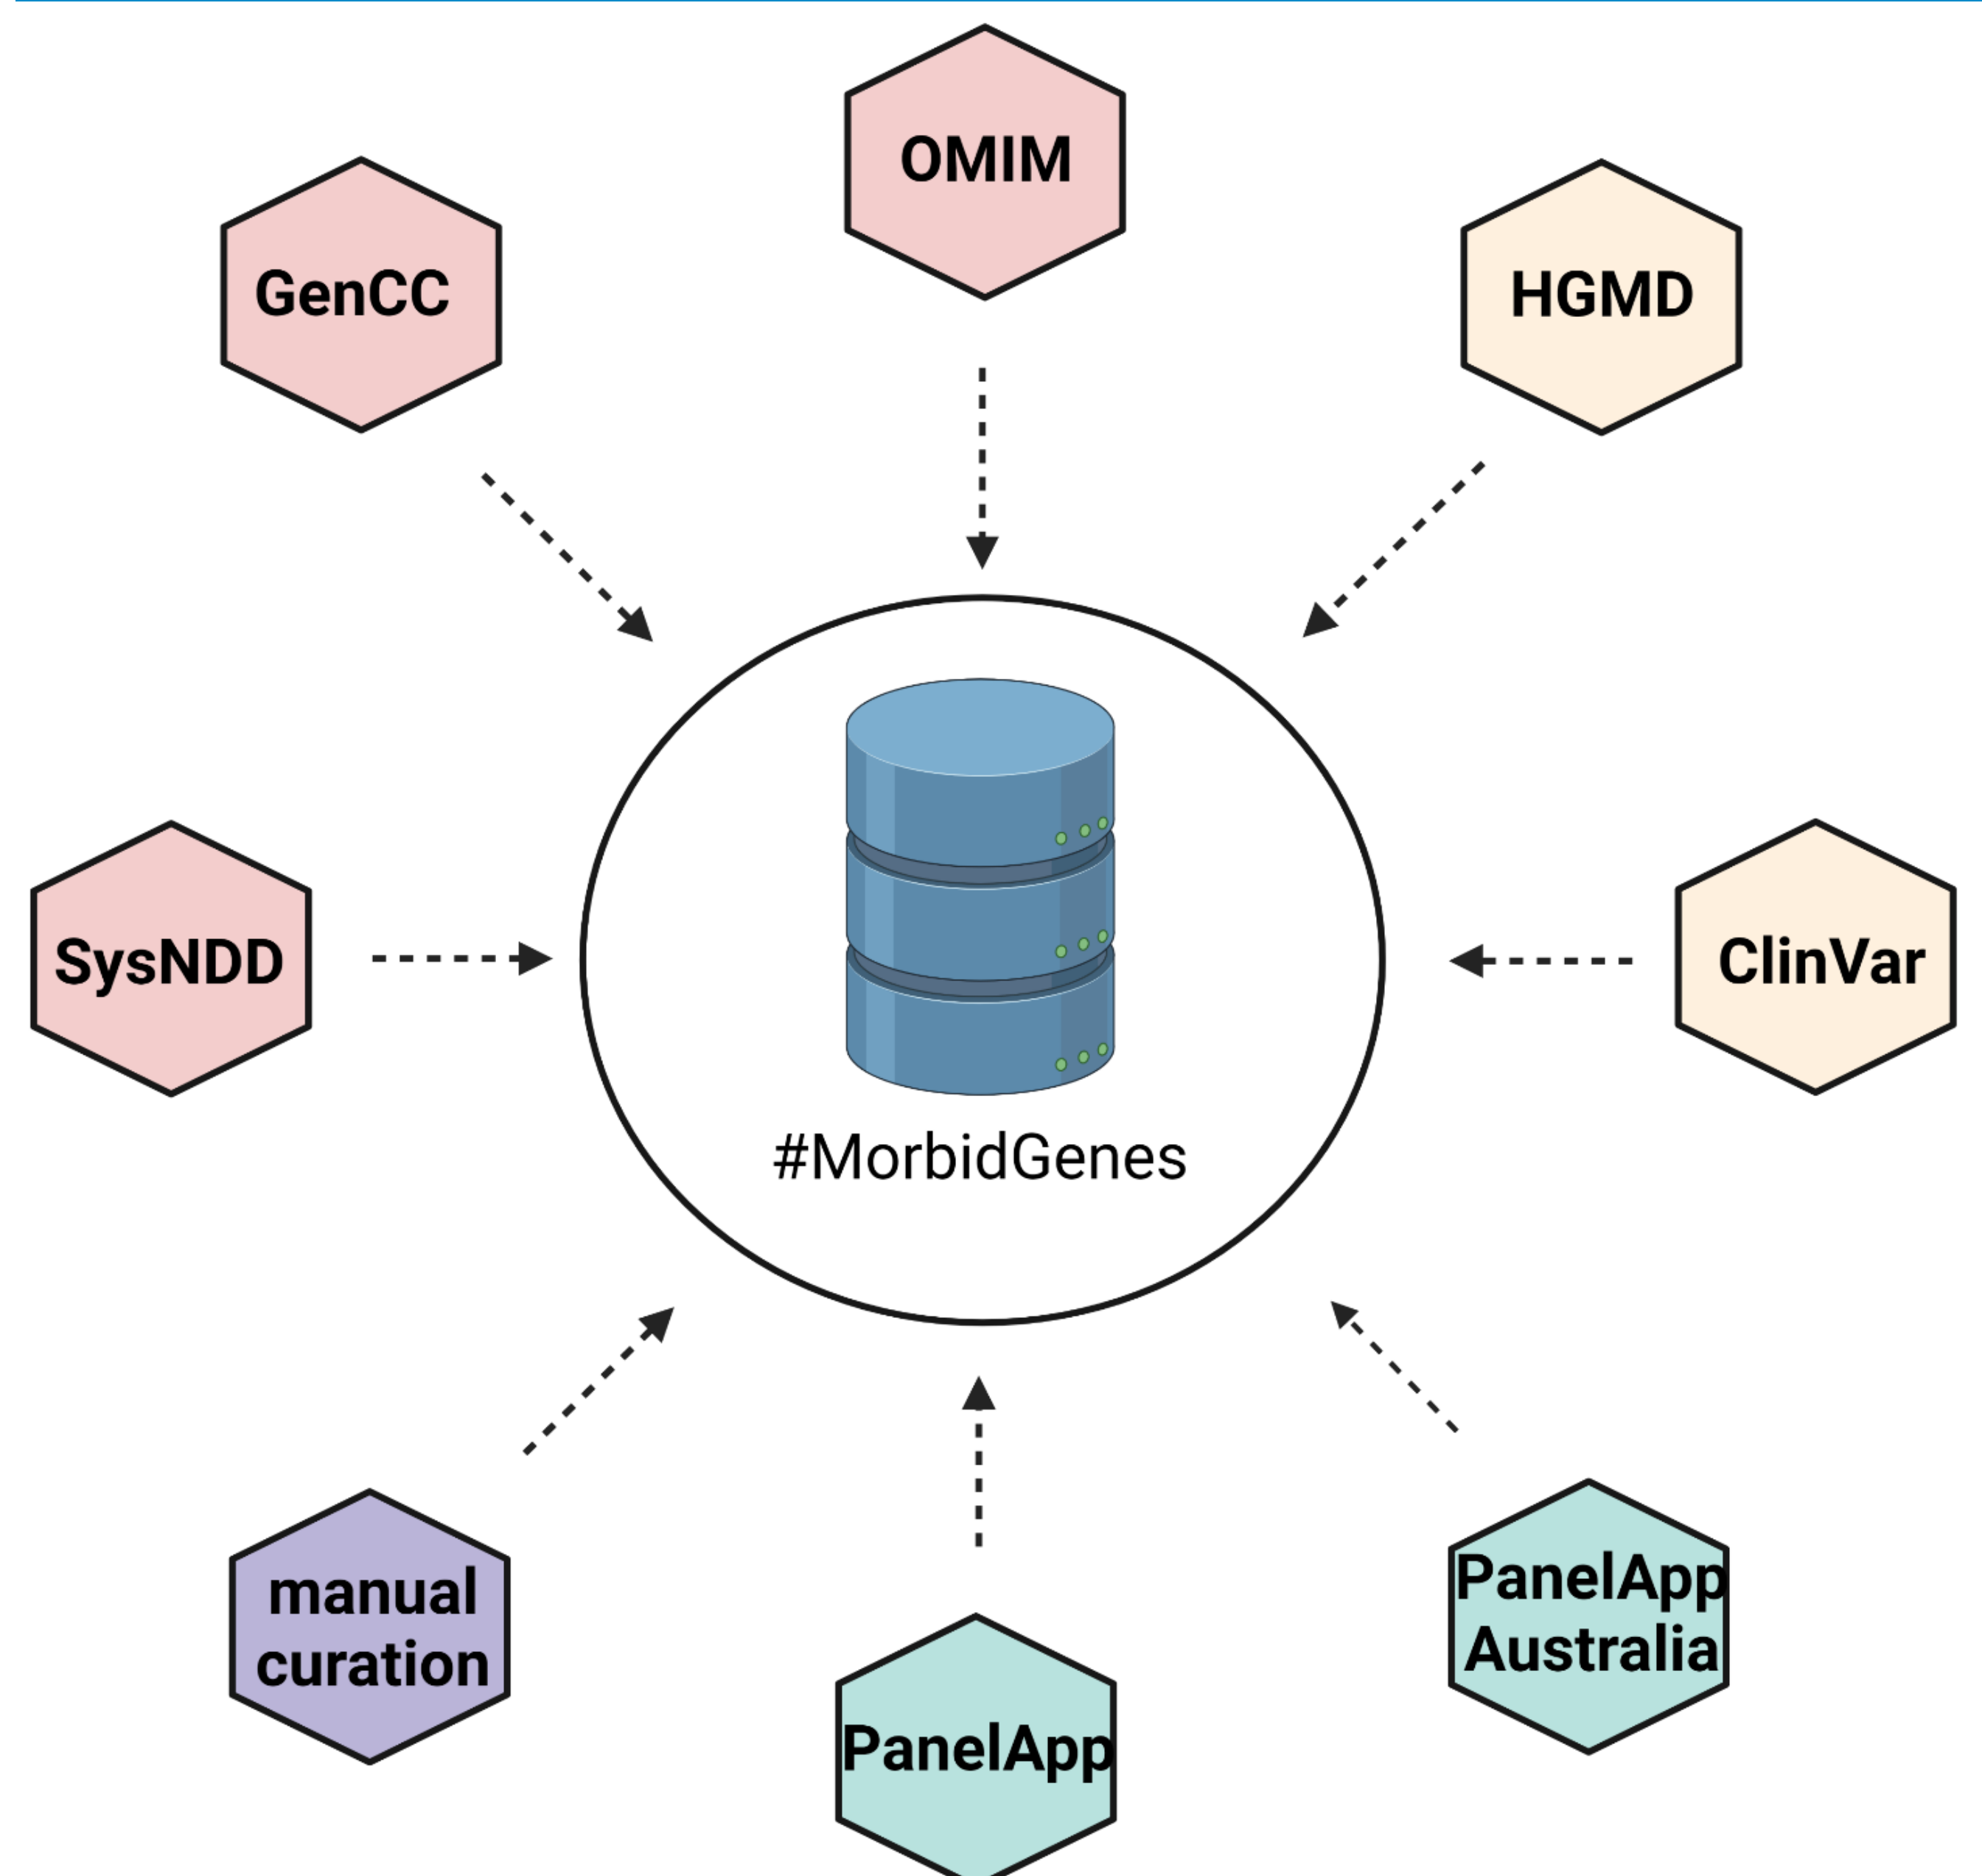 OMIM
GenCC
HGMD
SysNDD
ClinVar
#MorbidGenes
manual
curation
PanelApp
PanelApp
Australia